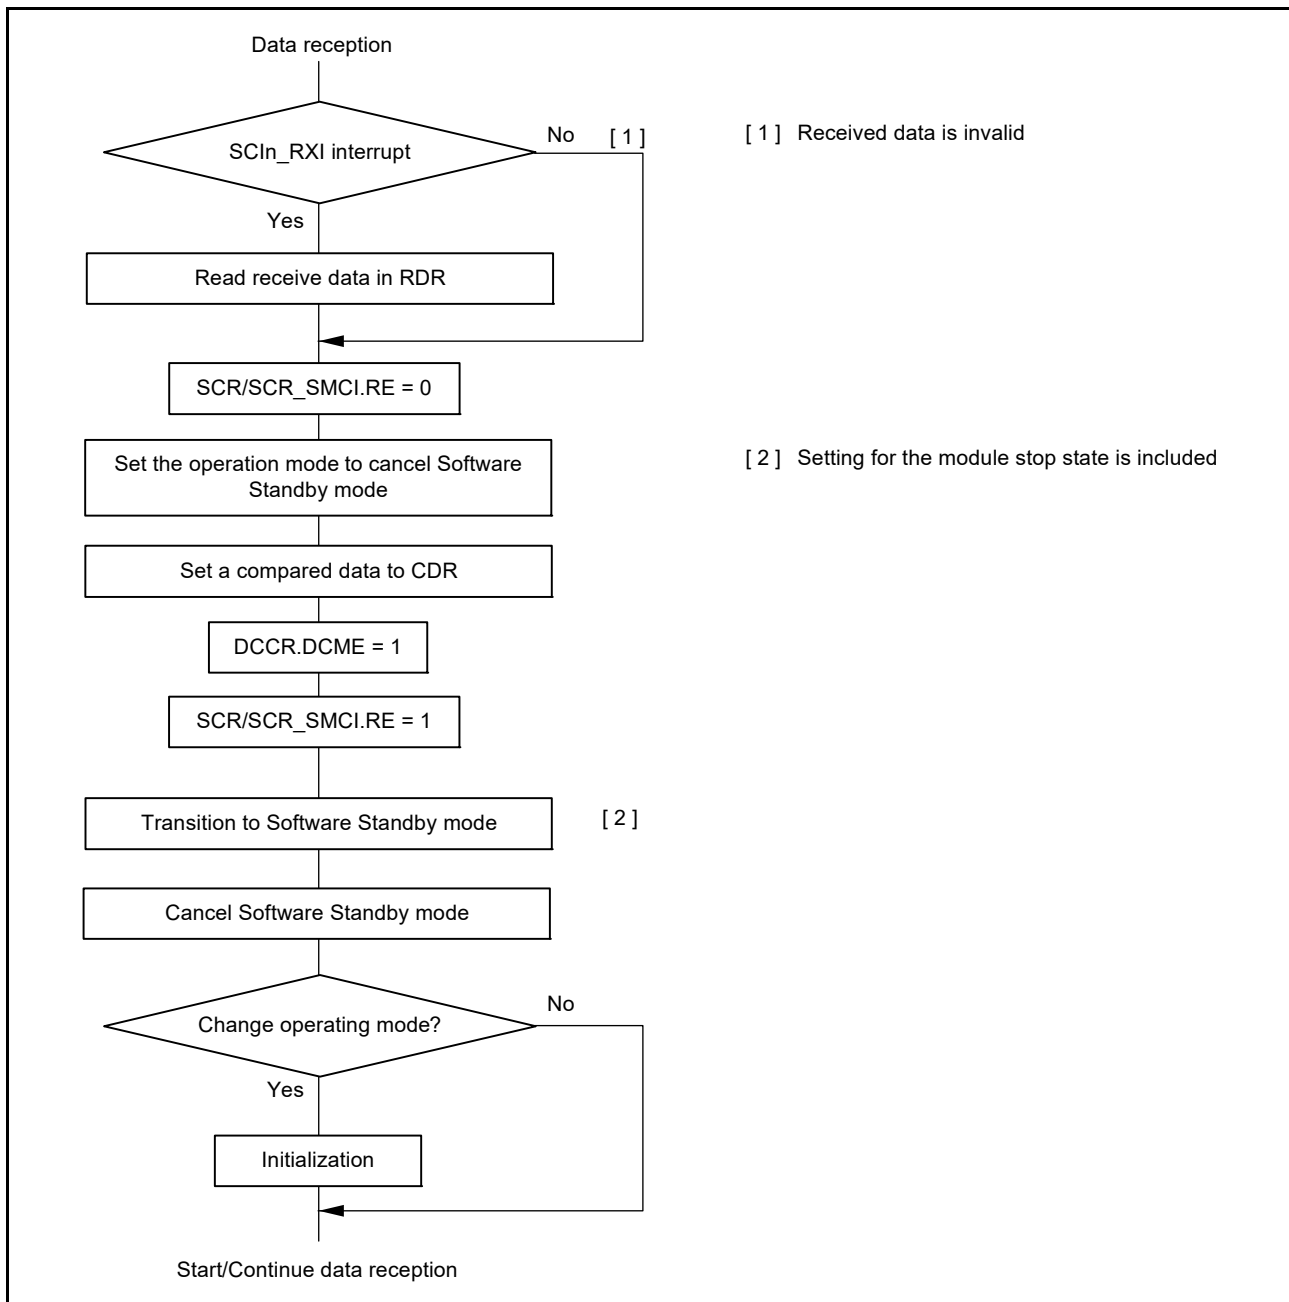 Data reception
SCIn_RXI interrupt
No
[ 1 ]
[ 1 ] Received data is invalid
Yes
Read receive data in RDR
SCR/SCR_SMCI.RE = 0
Set the operation mode to cancel Software
Standby mode
[ 2 ] Setting for the module stop state is included
Set a compared data to CDR
DCCR.DCME = 1
SCR/SCR_SMCI.RE = 1
Transition to Software Standby mode
[ 2 ]
Cancel Software Standby mode
Change operating mode?
No
Yes
Initialization
Start/Continue data reception